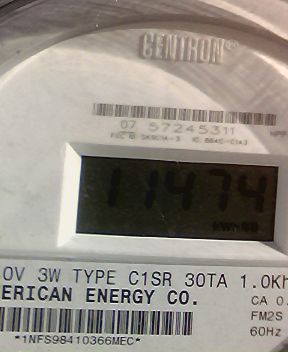 CENTRON®
07 57245311
11474
0V 3W TYPE C1SR 30TA 1.0Kh
ERICAN ENERGY CO.
CA 0.
FM2S
60Hz
*1NFS98410366MEC*